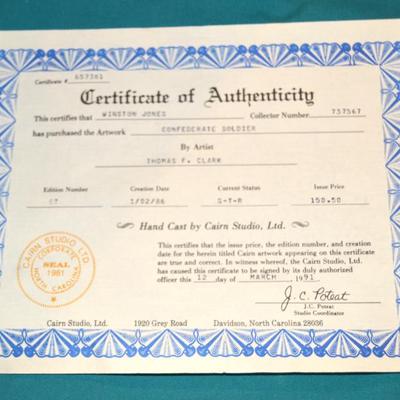 Certificate # 657381
Certificate of Authenticity
This certifies that WINSTON JONES Collector Number 757567
has purchased the Artwork CONFEDERATE SOLDIER
By Artist
THOMAS F. CLARK
Edition Number Creation Date Current Status Issue Price
67 1/02/86 G-Y-R 150.50
Hand Cast by Cairn Studio, Ltd.
This certifies that the issue price, the edition number, and creation
date for the herein titled Cairn artwork appearing on this certificate
are true and correct. In witness whereof, the Cairn Studio, Ltd.
has caused this certificate to be signed by its duly authorized
officer this 12 day of MARCH 1991
CAIRN STUDIO LTD
CORPORATE
SEAL
1981
NORTH CAROLINA
J. C. Poteat
J.C. Poteat
Studio Coordinator
Cairn Studio, Ltd. 1920 Grey Road Davidson, North Carolina 28036